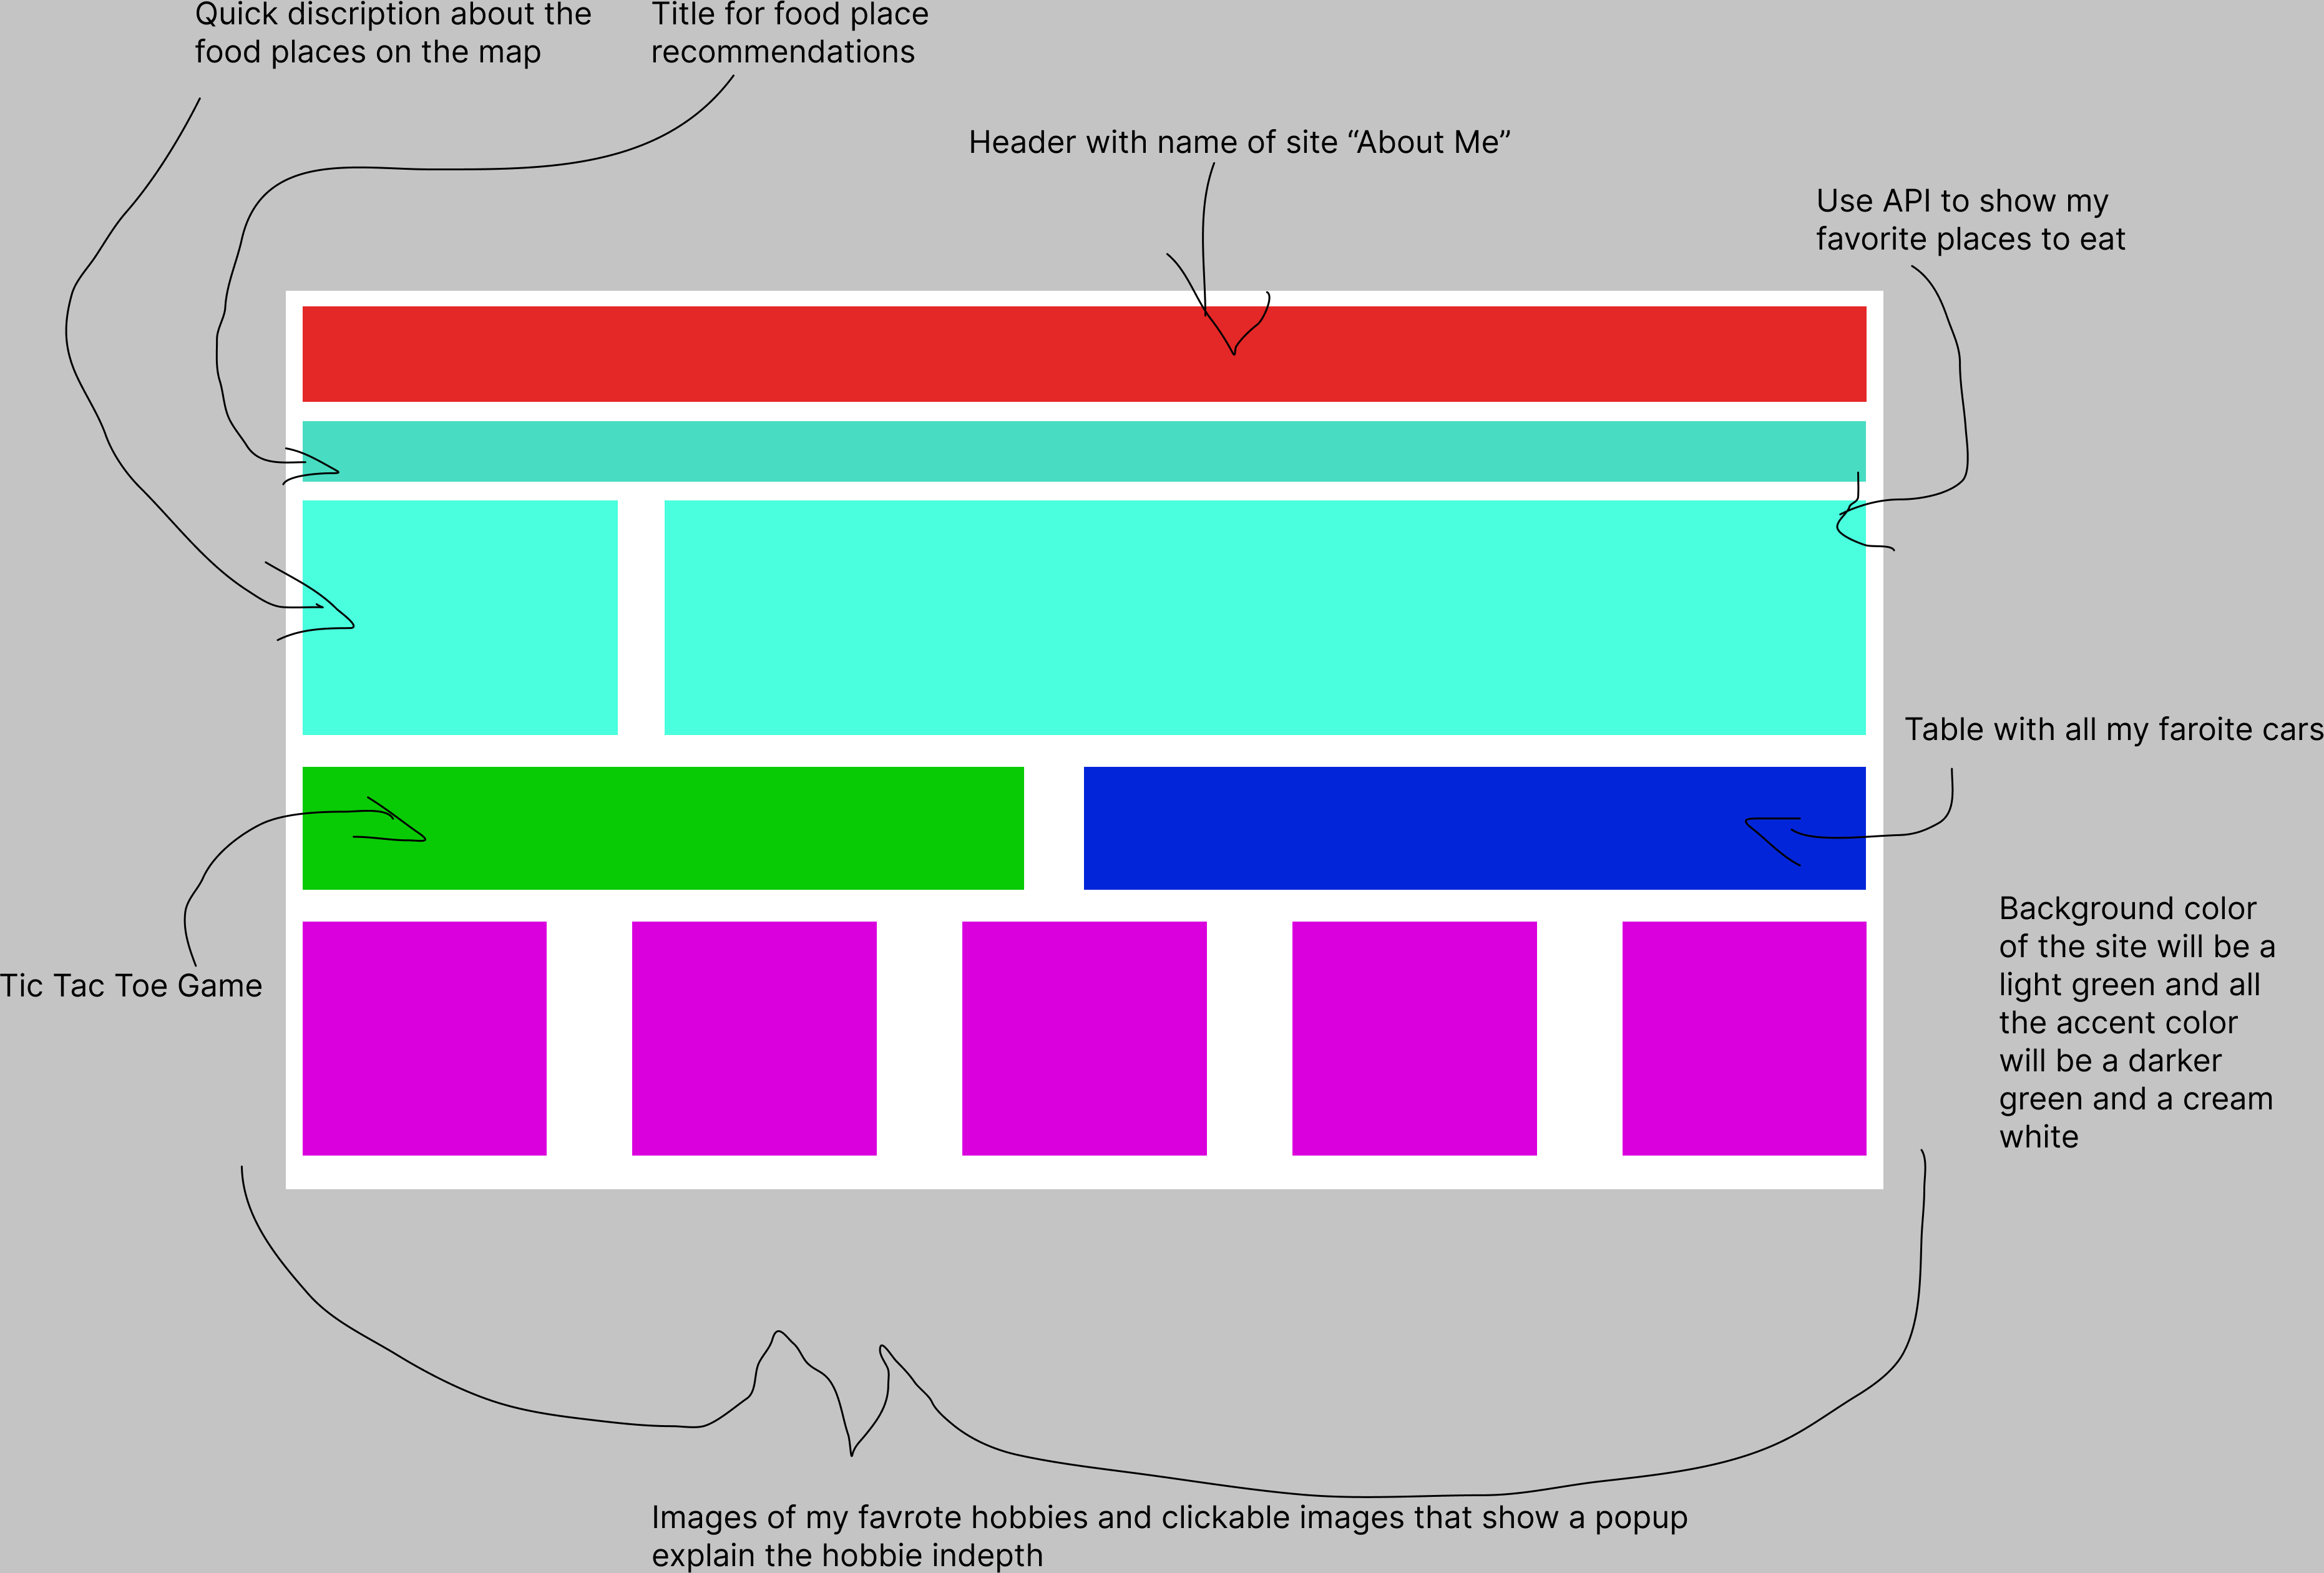 Quick discription about the
food places on the map
Title for food place
recommendations
Header with name of site “About Me”
Use API to show my
favorite places to eat
Table with all my faroite cars
Background color
of the site will be a
light green and all
the accent color
will be a darker
green and a cream
white
Tic Tac Toe Game
Images of my favrote hobbies and clickable images that show a popup
explain the hobbie indepth